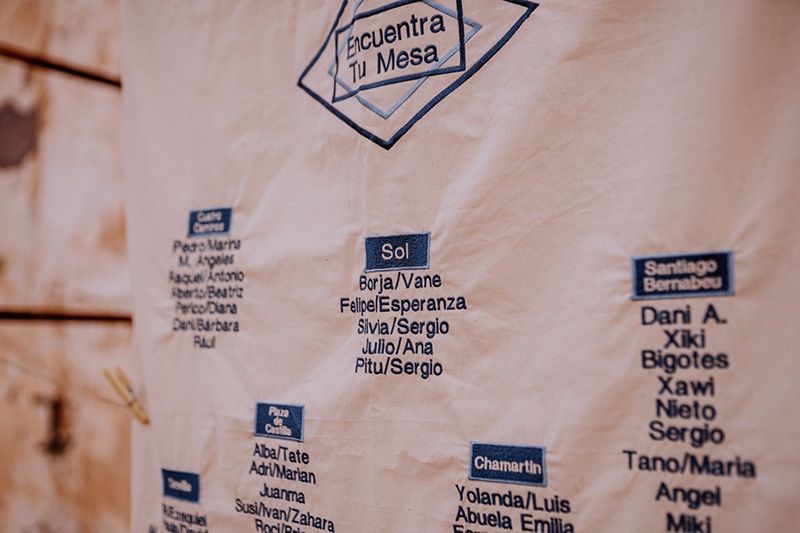 Encuentra
Tu Mesa
Cuatro
Caminos
Piedro/Marina
M. Angeles
Raquel/Antonio
Alberto/Beatriz
Perico/Diana
Dani/Bárbara
Raul
Sol
Borja/Vane
Felipe/Esperanza
Silvia/Sergio
Julio/Ana
Pitu/Sergio
Santiago
Bernabeu
Dani A.
Xiki
Bigotes
Xawi
Nieto
Sergio
Tano/Maria
Angel
Miki
Plaza
de
Castilla
Alba/Tate
Adri/Marian
Juanma
Susi/Ivan/Zahara
Chamartin
Yolanda/Luis
Abuela Emilia
Sevilla